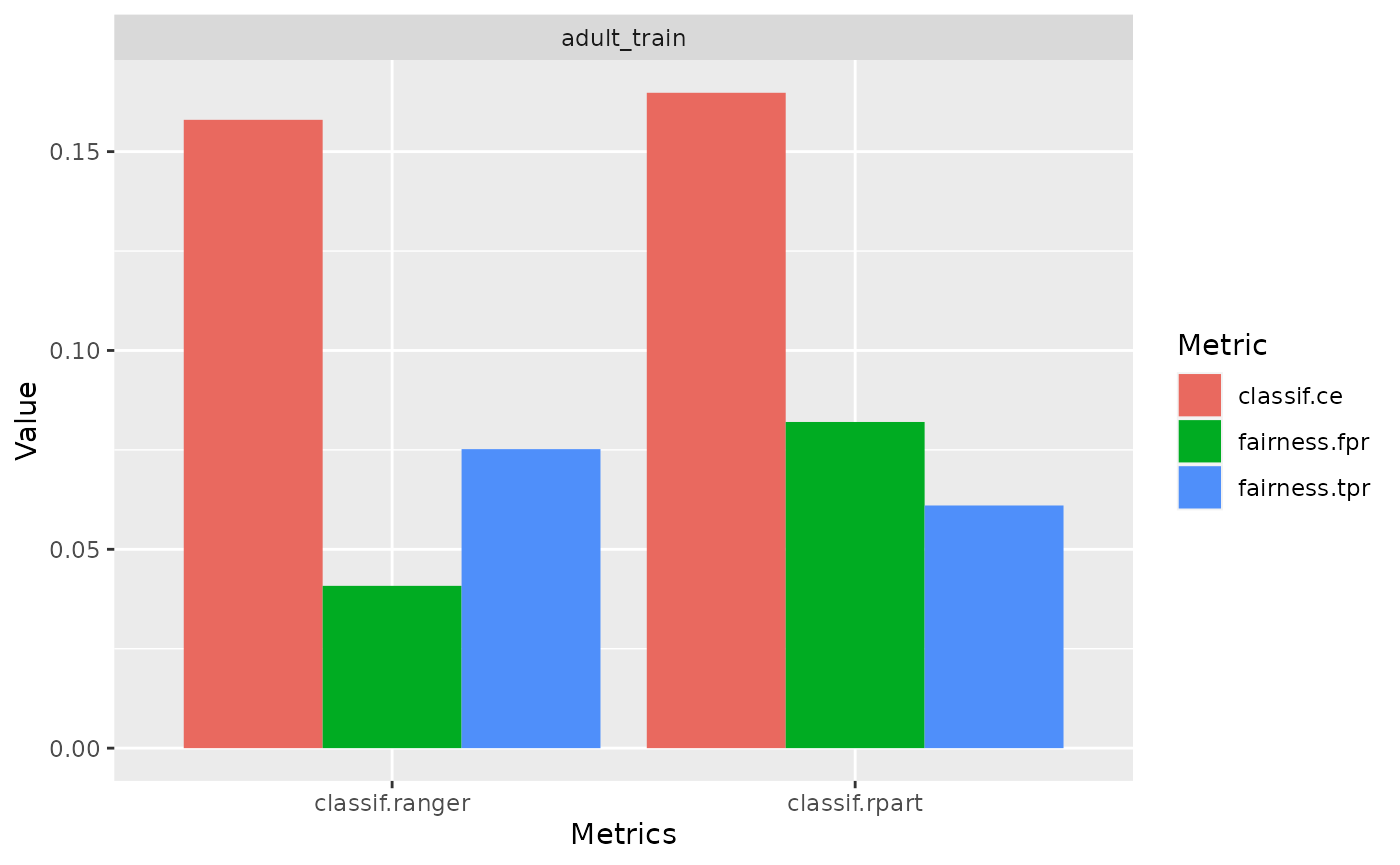 adult_train
0.15
0.10
0.05
0.00
Value
classif.ranger
classif.rpart
Metrics
Metric
classif.ce
fairness.fpr
fairness.tpr